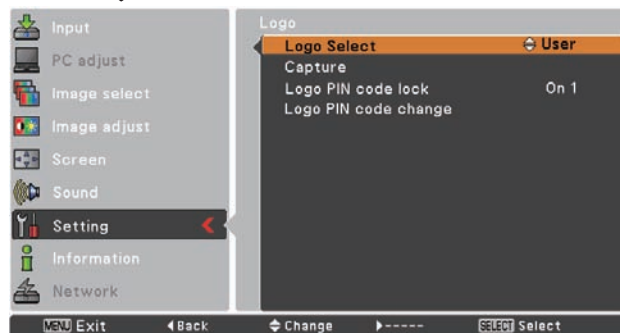 Input
PC adjust
Image select
Image adjust
Screen
Sound
Setting
Information
Network
Logo
Logo Select User
Capture
Logo PIN code lock On 1
Logo PIN code change
MENU Exit Back Change ----- SELECT Select